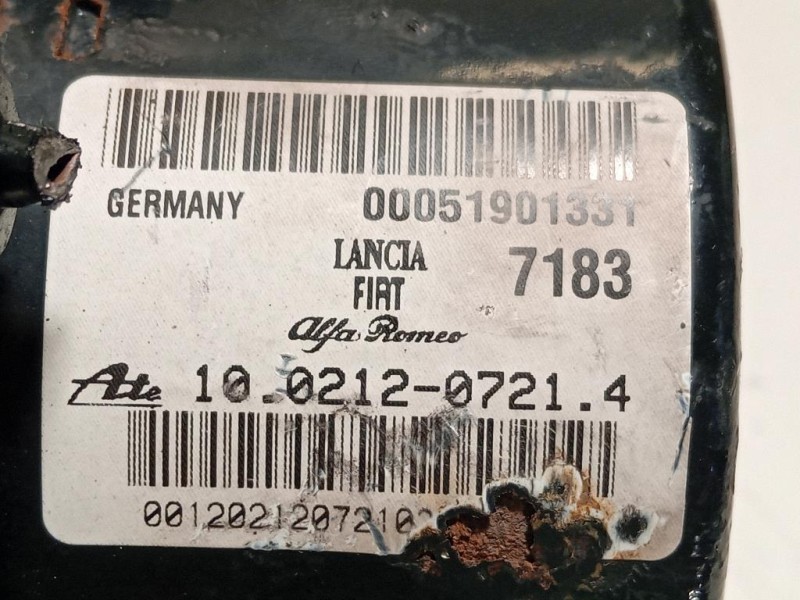 GERMANY 00051901331
LANCIA 7183
FIAT
Alfa Romeo
Ate 10.0212-0721.4